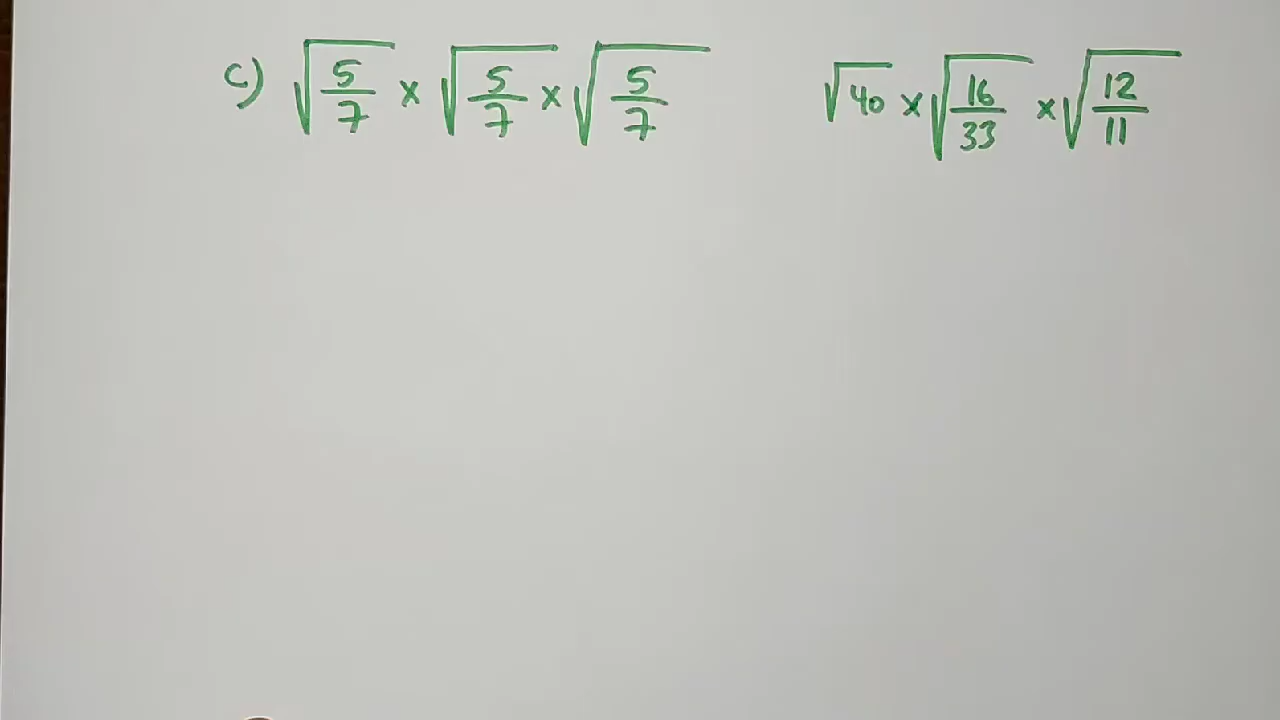 c) √5/7 × √5/7 × √5/7
√40 × √16/33 × √12/11